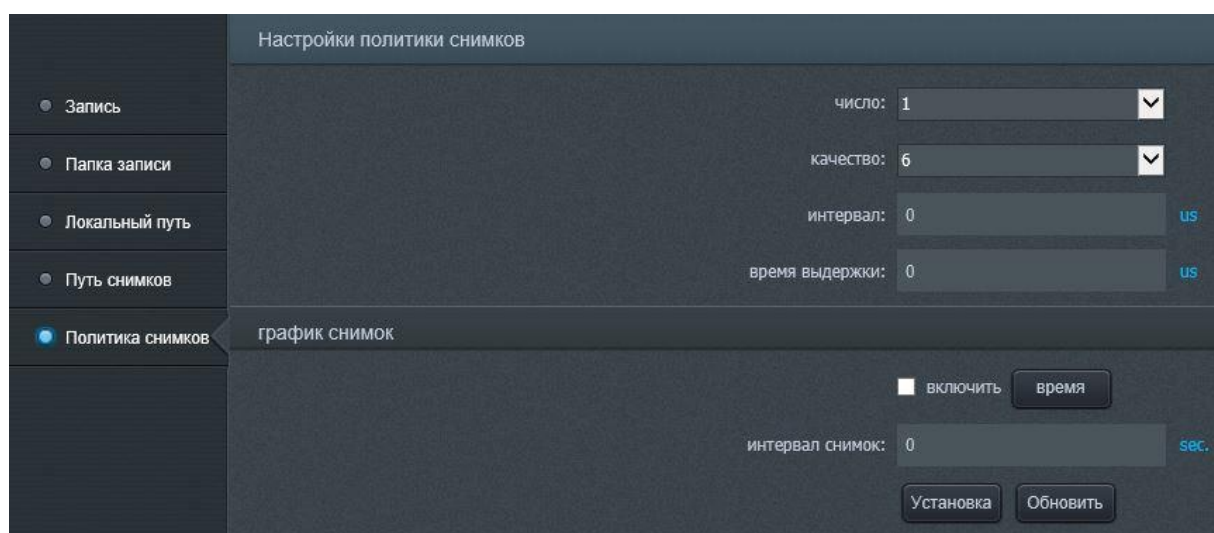 Настройки политики снимков
Запись
Папка записи
Локальный путь
Путь снимков
Политика снимков
число: 1
качество: 6
интервал: 0 us
время выдержки: 0 us
график снимок
включить время
интервал снимок: 0 sec.
Установка Обновить